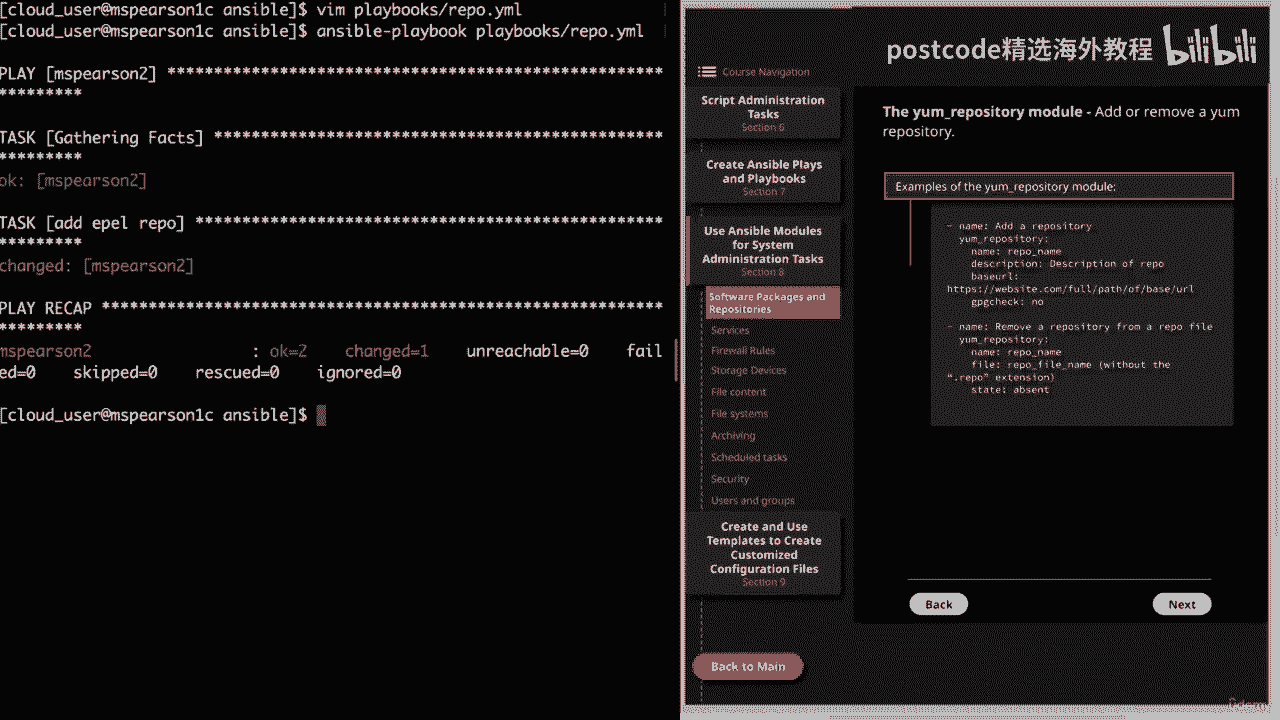 [cloud_user@mspearson1c ansible]$ vim playbooks/repo.yml
[cloud_user@mspearson1c ansible]$ ansible-playbook playbooks/repo.yml
PLAY [mspearson2] ***************************************************
*********
TASK [Gathering Facts] **********************************************
*********
ok: [mspearson2]
TASK [add epel repo] ************************************************
*********
changed: [mspearson2]
PLAY RECAP **********************************************************
*********
mspearson2 : ok=2 changed=1 unreachable=0 fail
ed=0 skipped=0 rescued=0 ignored=0
[cloud_user@mspearson1c ansible]$
postcode精选海外教程 bilibili
Course Navigation
Script Administration
Tasks
Section 6
Create Ansible Plays
and Playbooks
Section 7
Use Ansible Modules
for System
Administration Tasks
Section 8
Software Packages and
Repositories
Services
Firewall Rules
Storage Devices
File content
File systems
Archiving
Scheduled tasks
Security
Users and groups
Create and Use
Templates to Create
Customized
Configuration Files
Section 9
Back to Main
The yum_repository module - Add or remove a yum
repository.
Examples of the yum_repository module.
- name: Add a repository
yum_repository:
name: repo_name
description: Description of repo
baseurl:
https://website.com/full/path/of/base/url
gpgcheck: no
- name: Remove a repository from a repo file
yum_repository:
name: repo_name
file: repo_file_name (without the
".repo" extension)
state: absent
Back
Next
Udemy